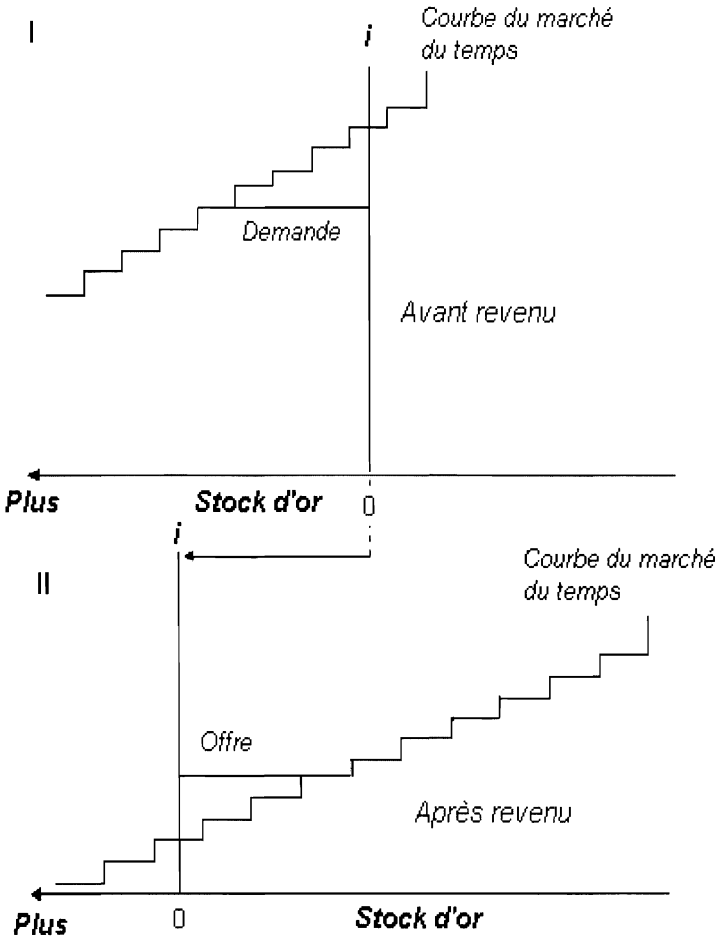 I
i
Courbe du marché
du temps
Demande
Avant revenu
Plus
Stock d'or
0
i
II
Courbe du marché
du temps
Offre
Après revenu
Plus
0
Stock d'or